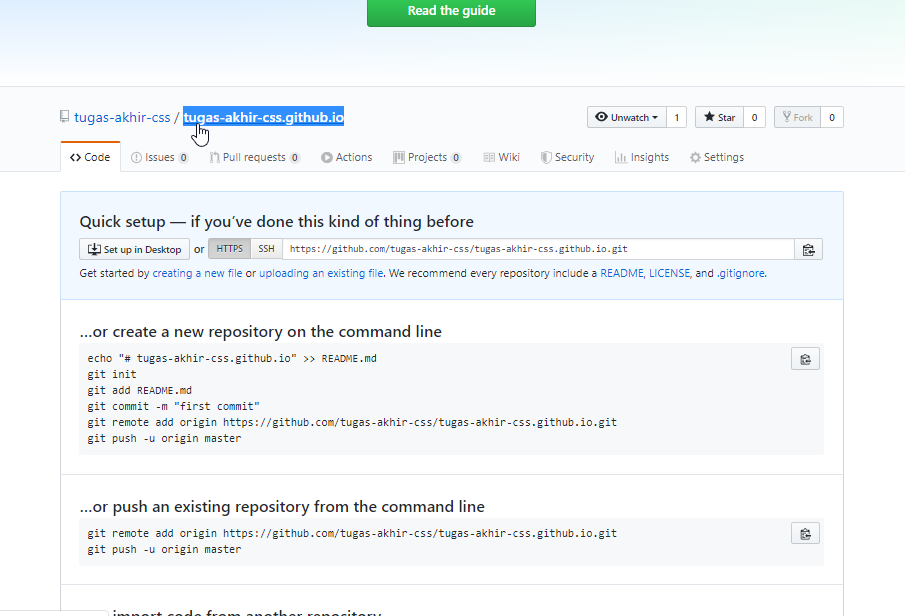 Read the guide
tugas-akhir-css / tugas-akhir-css.github.io
Unwatch 1 Star 0 Fork 0
Code Issues 0 Pull requests 0 Actions Projects 0 Wiki Security Insights Settings
Quick setup — if you’ve done this kind of thing before
Set up in Desktop or HTTPS SSH https://github.com/tugas-akhir-css/tugas-akhir-css.github.io.git
Get started by creating a new file or uploading an existing file. We recommend every repository include a README, LICENSE, and .gitignore.
…or create a new repository on the command line
echo "# tugas-akhir-css.github.io" >> README.md
git init
git add README.md
git commit -m "first commit"
git remote add origin https://github.com/tugas-akhir-css/tugas-akhir-css.github.io.git
git push -u origin master
…or push an existing repository from the command line
git remote add origin https://github.com/tugas-akhir-css/tugas-akhir-css.github.io.git
git push -u origin master
import code from another repository